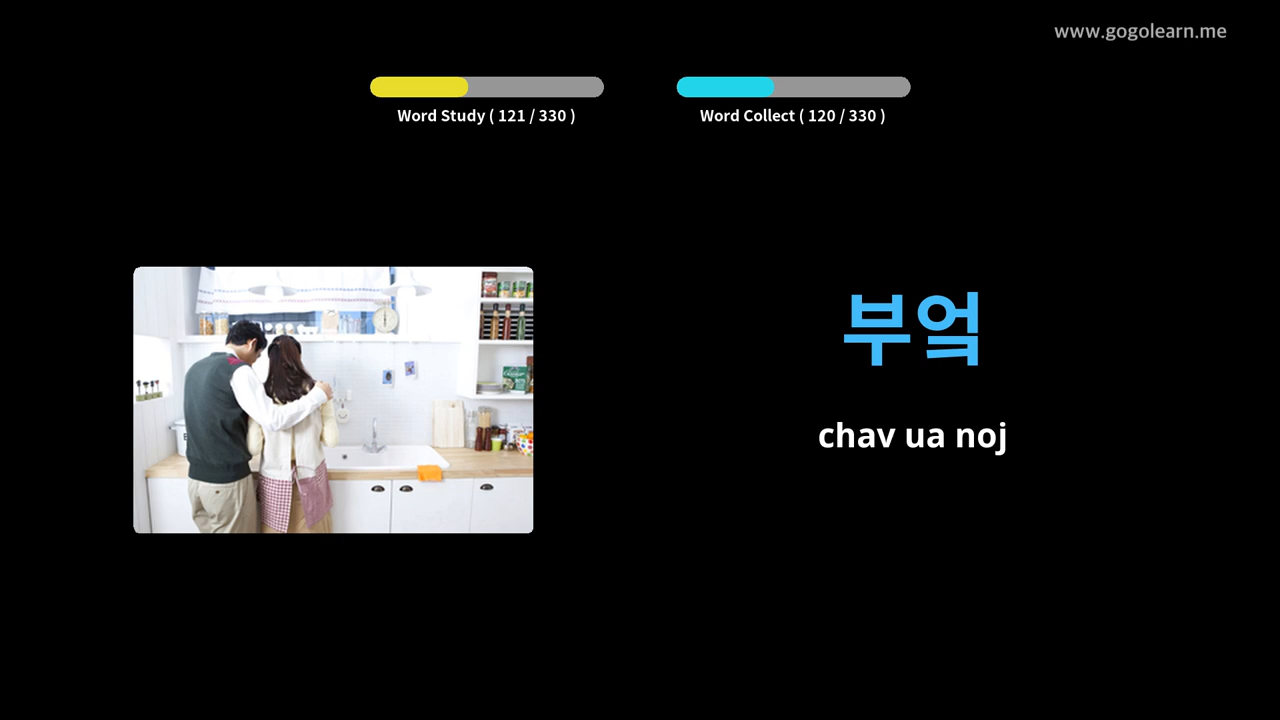 www.gogolearn.me
Word Study ( 121 / 330 )
Word Collect ( 120 / 330 )
부엌
chav ua noj